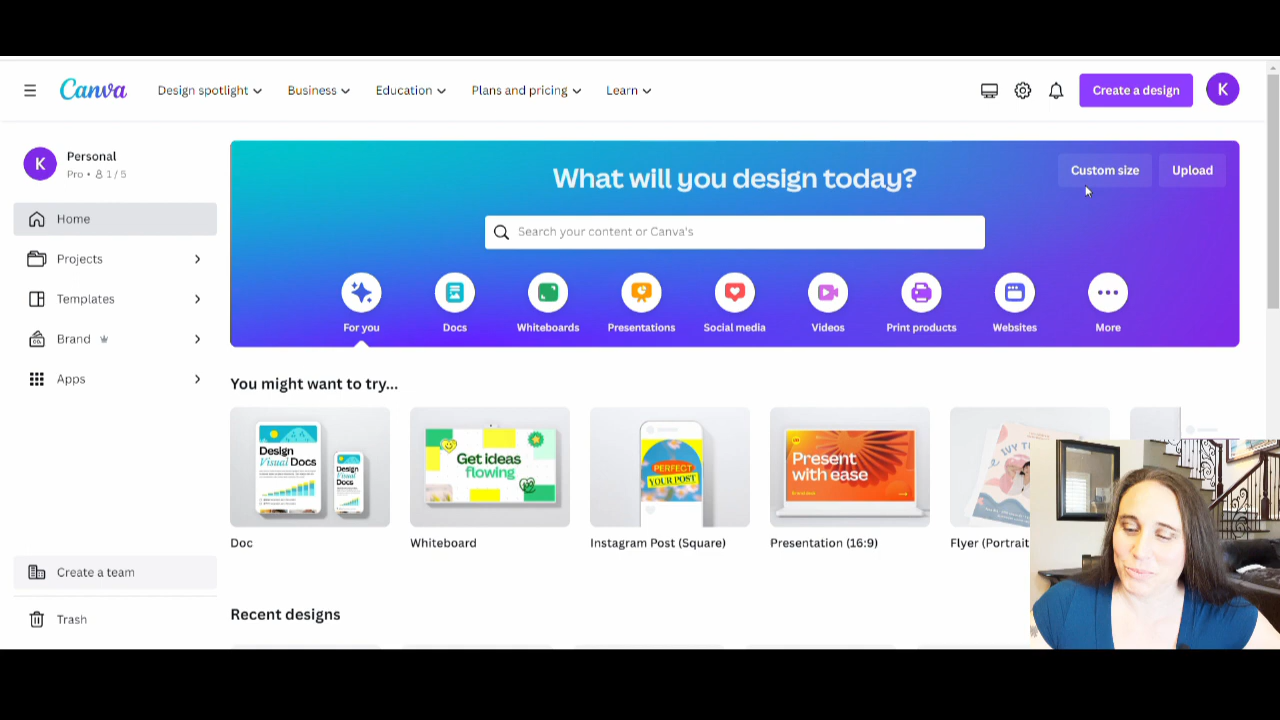 Canva
Design spotlight
Business
Education
Plans and pricing
Learn
Create a design
K
K
Personal
Pro • 1 / 5
Home
Projects
Templates
Brand
Apps
Create a team
Trash
What will you design today?
Custom size
Upload
Search your content or Canva's
For you
Docs
Whiteboards
Presentations
Social media
Videos
Print products
Websites
More
You might want to try...
Design
Visual Docs
Design
Visual
Docs
Get ideas
flowing
PERFECT
YOUR POST
Present
with ease
Doc
Whiteboard
Instagram Post (Square)
Presentation (16:9)
Flyer (Portrait
Recent designs